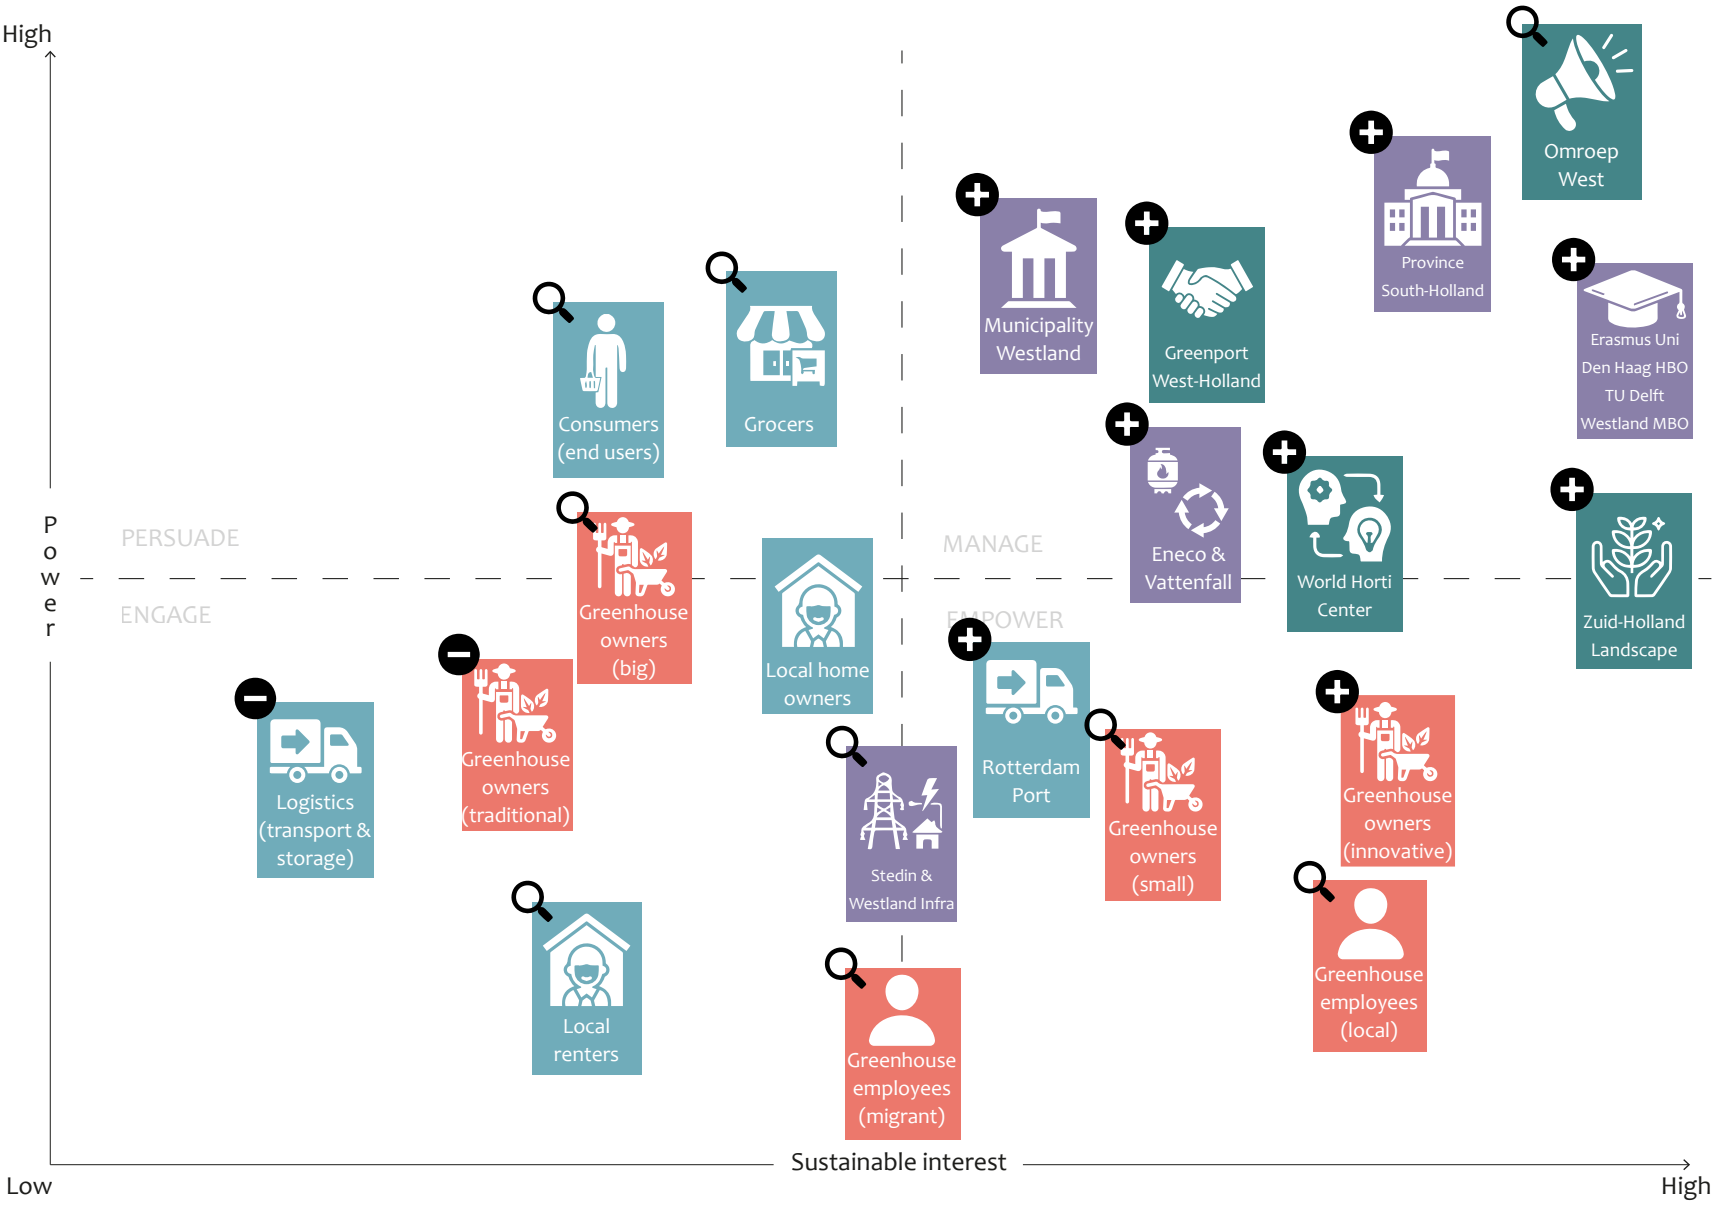 High
Omroep
West
Province
South-Holland
Municipality
Westland
Greenport
West-Holland
Erasmus Uni
Den Haag HBO
TU Delft
Westland MBO
Consumers
(end users)
Grocers
Power
PERSUADE
MANAGE
Eneco &
Vattenfall
World Horti
Center
Zuid-Holland
Landscape
ENGAGE
EMPOWER
Greenhouse
owners
(big)
Local home
owners
Greenhouse
owners
(traditional)
Logistics
(transport &
storage)
Rotterdam
Port
Greenhouse
owners
(small)
Greenhouse
owners
(innovative)
Stedin &
Westland Infra
Greenhouse
employees
(local)
Local
renters
Greenhouse
employees
(migrant)
Sustainable interest
Low
High